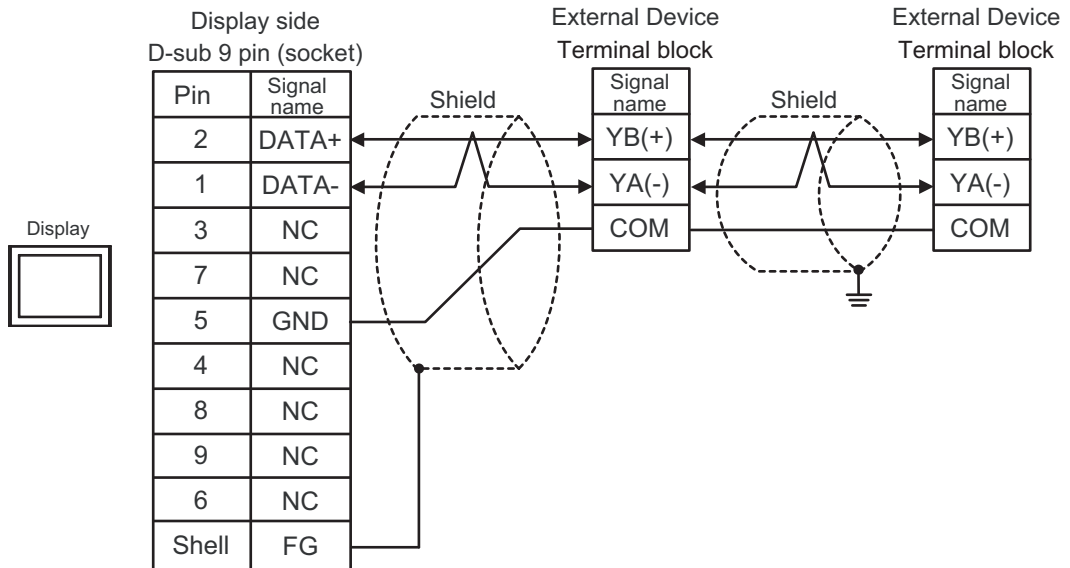 Display side
D-sub 9 pin (socket)
Pin Signal name
2 DATA+
1 DATA-
3 NC
7 NC
5 GND
4 NC
8 NC
9 NC
6 NC
Shell FG
Display
Shield
External Device
Terminal block
Signal name
YB(+)
YA(-)
COM
Shield
External Device
Terminal block
Signal name
YB(+)
YA(-)
COM